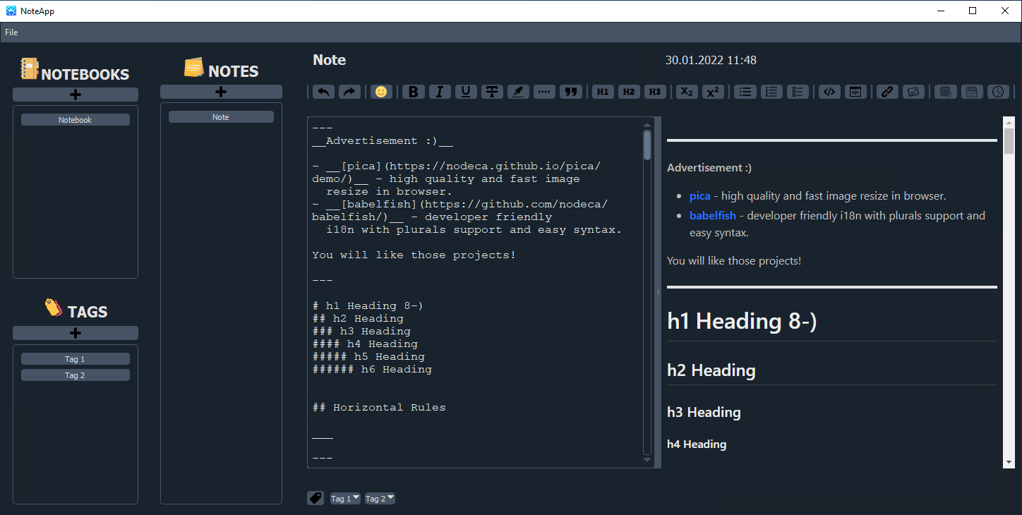 NoteApp
File
NOTEBOOKS
Notebook
TAGS
Tag 1
Tag 2
NOTES
Note
Note
30.01.2022 11:48
B I U T H1 H2 H3 X2 X2
---
__Advertisement :)__
- __[pica](https://nodeca.github.io/pica/
demo/)__ - high quality and fast image
resize in browser.
- __[babelfish](https://github.com/nodeca/
babelfish/)__ - developer friendly
i18n with plurals support and easy syntax.
You will like those projects!
---
# h1 Heading 8-)
## h2 Heading
### h3 Heading
#### h4 Heading
##### h5 Heading
###### h6 Heading
## Horizontal Rules
___
---
Advertisement :)
• pica - high quality and fast image resize in browser.
• babelfish - developer friendly i18n with plurals support and
easy syntax.
You will like those projects!
h1 Heading 8-)
h2 Heading
h3 Heading
h4 Heading
Tag 1 Tag 2